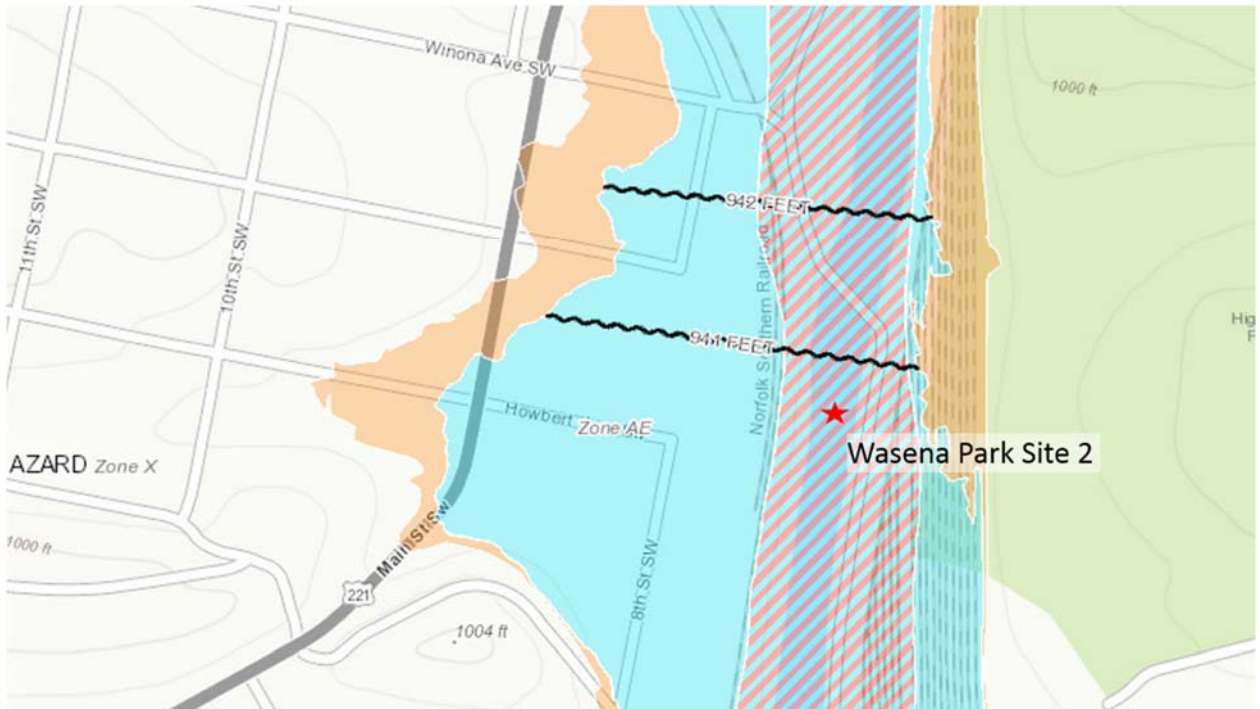 Winona Ave SW
1000 ft
11th St SW
10th St SW
942 FEET
Norfolk Southern Railroad
941 FEET
Hig
F
Howbert
Zone AE
Wasena Park Site 2
AZARD Zone X
1000 ft
Main St SW
221
8th St SW
1004 ft